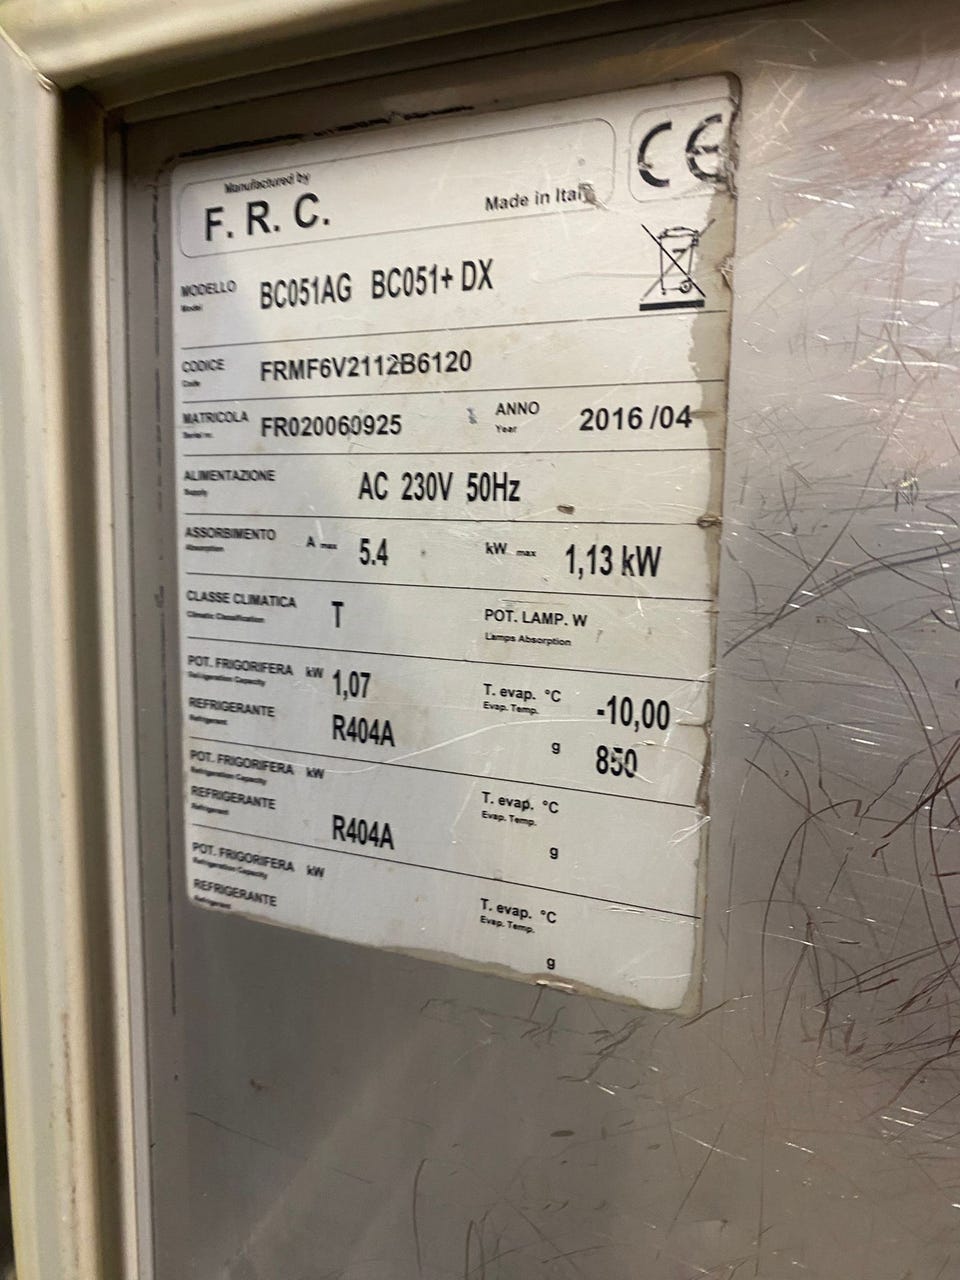 Manufactured by
F. R. C.
Made in Italy
CE
MODELLO BC051AG BC051+ DX
Model
CODICE FRMF6V2112B6120
Code
MATRICOLA FR020060925 ANNO 2016 /04
Serial nr. Year
ALIMENTAZIONE AC 230V 50Hz
Supply
ASSORBIMENTO A max 5.4 kW max 1,13 kW
Absorption
CLASSE CLIMATICA T POT. LAMP. W
Climatic Classification Lamps Absorption
POT. FRIGORIFERA kW 1,07 T. evap. °C -10,00
Refrigeration Capacity Evap. Temp.
REFRIGERANTE R404A g 850
Refrigerant
POT. FRIGORIFERA kW T. evap. °C
Refrigeration Capacity Evap. Temp.
REFRIGERANTE R404A g
Refrigerant
POT. FRIGORIFERA kW T. evap. °C
Refrigeration Capacity Evap. Temp.
REFRIGERANTE g
Refrigerant